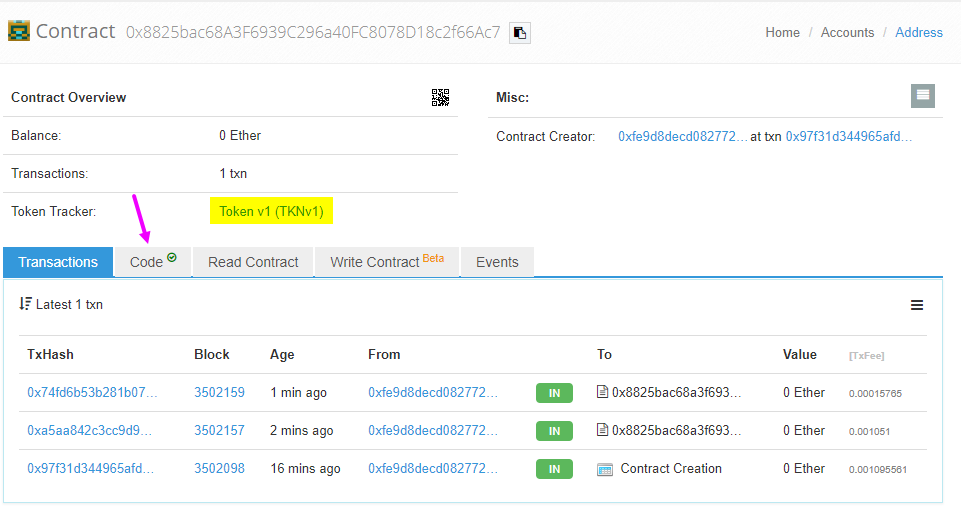 Contract 0x8825bac68A3F6939C296a40FC8078D18c2f66Ac7
Home / Accounts / Address
Contract Overview
Misc:
Balance: 0 Ether
Contract Creator: 0xfe9d8decd082772... at txn 0x97f31d344965afd...
Transactions: 1 txn
Token Tracker: Token v1 (TKNv1)
Transactions Code Read Contract Write Contract Beta Events
Latest 1 txn
TxHash Block Age From To Value [TxFee]
0x74fd6b53b281b07... 3502159 1 min ago 0xfe9d8decd082772... IN 0x8825bac68a3f693... 0 Ether 0.00015765
0xa5aa842c3cc9d9... 3502157 2 mins ago 0xfe9d8decd082772... IN 0x8825bac68a3f693... 0 Ether 0.001051
0x97f31d344965afd... 3502098 16 mins ago 0xfe9d8decd082772... IN Contract Creation 0 Ether 0.001095561